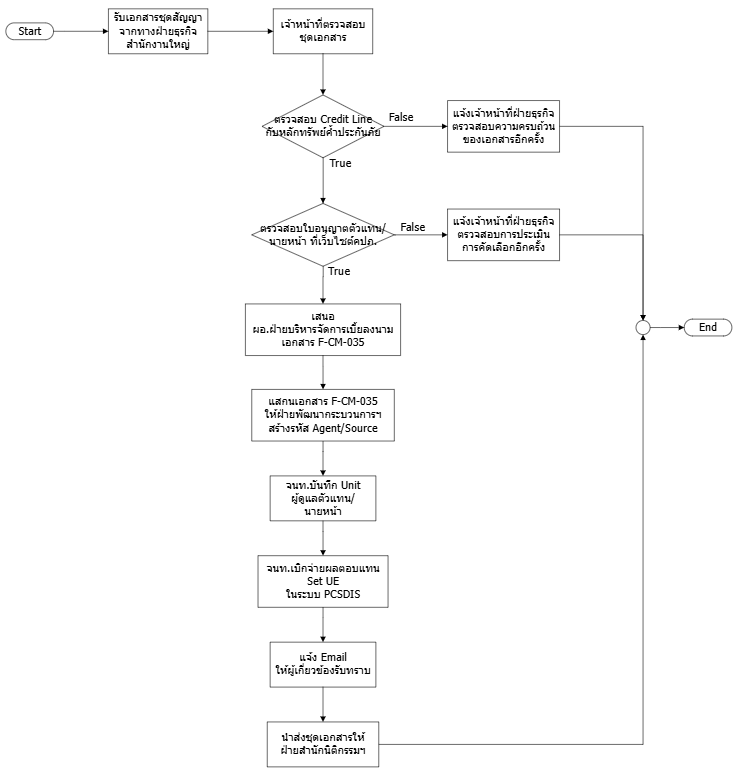 Start
รับเอกสารชุดสัญญา
จากทางฝ่ายธุรกิจ
สำนักงานใหญ่
เจ้าหน้าที่ตรวจสอบ
ชุดเอกสาร
ตรวจสอบ Credit Line
กับหลักทรัพย์ค้ำประกันภัย
False
แจ้งเจ้าหน้าที่ฝ่ายธุรกิจ
ตรวจสอบความครบถ้วน
ของเอกสารอีกครั้ง
True
ตรวจสอบใบอนุญาตตัวแทน/
นายหน้า ที่เว็บไซต์คปภ.
False
แจ้งเจ้าหน้าที่ฝ่ายธุรกิจ
ตรวจสอบการประเมิน
การคัดเลือกอีกครั้ง
True
เสนอ
ผอ.ฝ่ายบริหารจัดการเบี้ยลงนาม
เอกสาร F-CM-035
End
แสกนเอกสาร F-CM-035
ให้ฝ่ายพัฒนากระบวนการฯ
สร้างรหัส Agent/Source
จนท.บันทึก Unit
ผู้ดูแลตัวแทน/
นายหน้า
จนท.เบิกจ่ายผลตอบแทน
Set UE
ในระบบ PCSDIS
แจ้ง Email
ให้ผู้เกี่ยวข้องรับทราบ
นำส่งชุดเอกสารให้
ฝ่ายสำนักนิติกรรมฯ